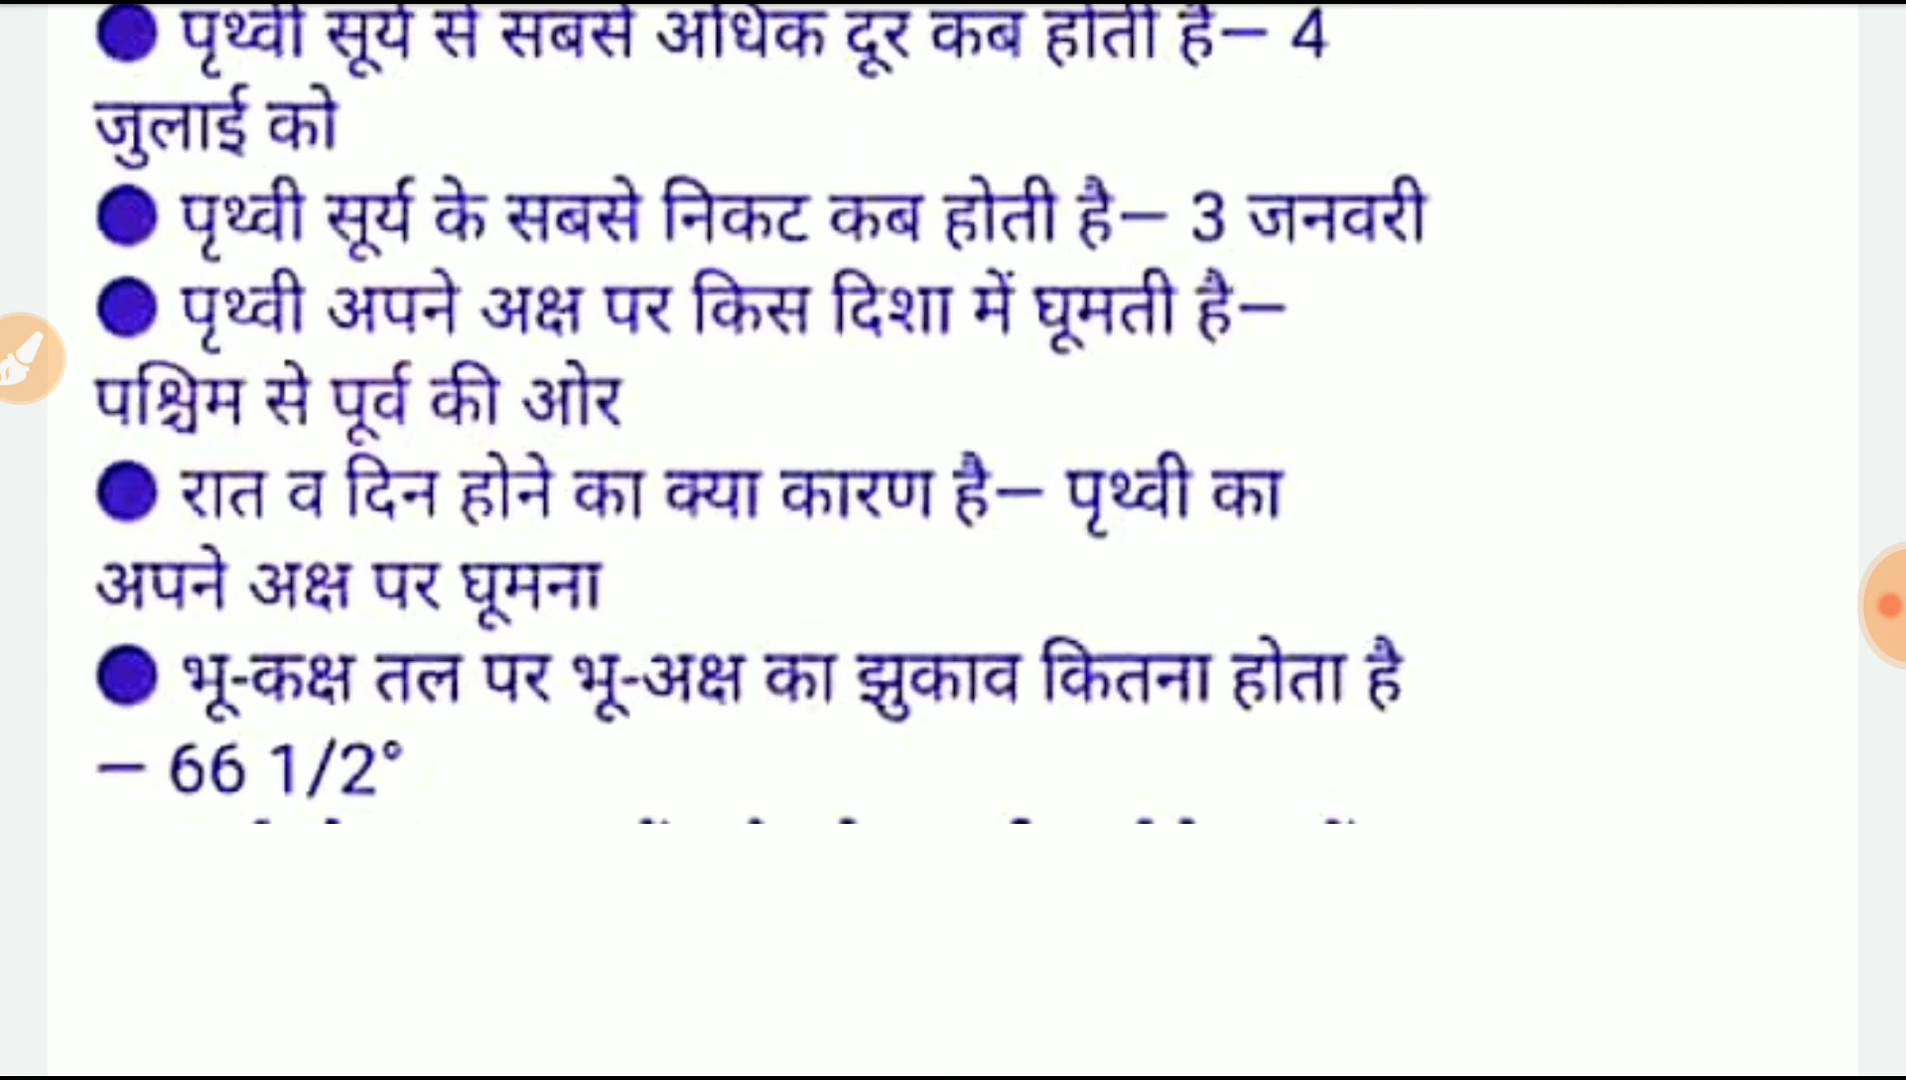 ● पृथ्वी सूर्य से सबसे अधिक दूर कब होती है— 4
जुलाई को
● पृथ्वी सूर्य के सबसे निकट कब होती है— 3 जनवरी
● पृथ्वी अपने अक्ष पर किस दिशा में घूमती है—
पश्चिम से पूर्व की ओर
● रात व दिन होने का क्या कारण है— पृथ्वी का
अपने अक्ष पर घूमना
● भू-कक्ष तल पर भू-अक्ष का झुकाव कितना होता है
— 66 1/2°